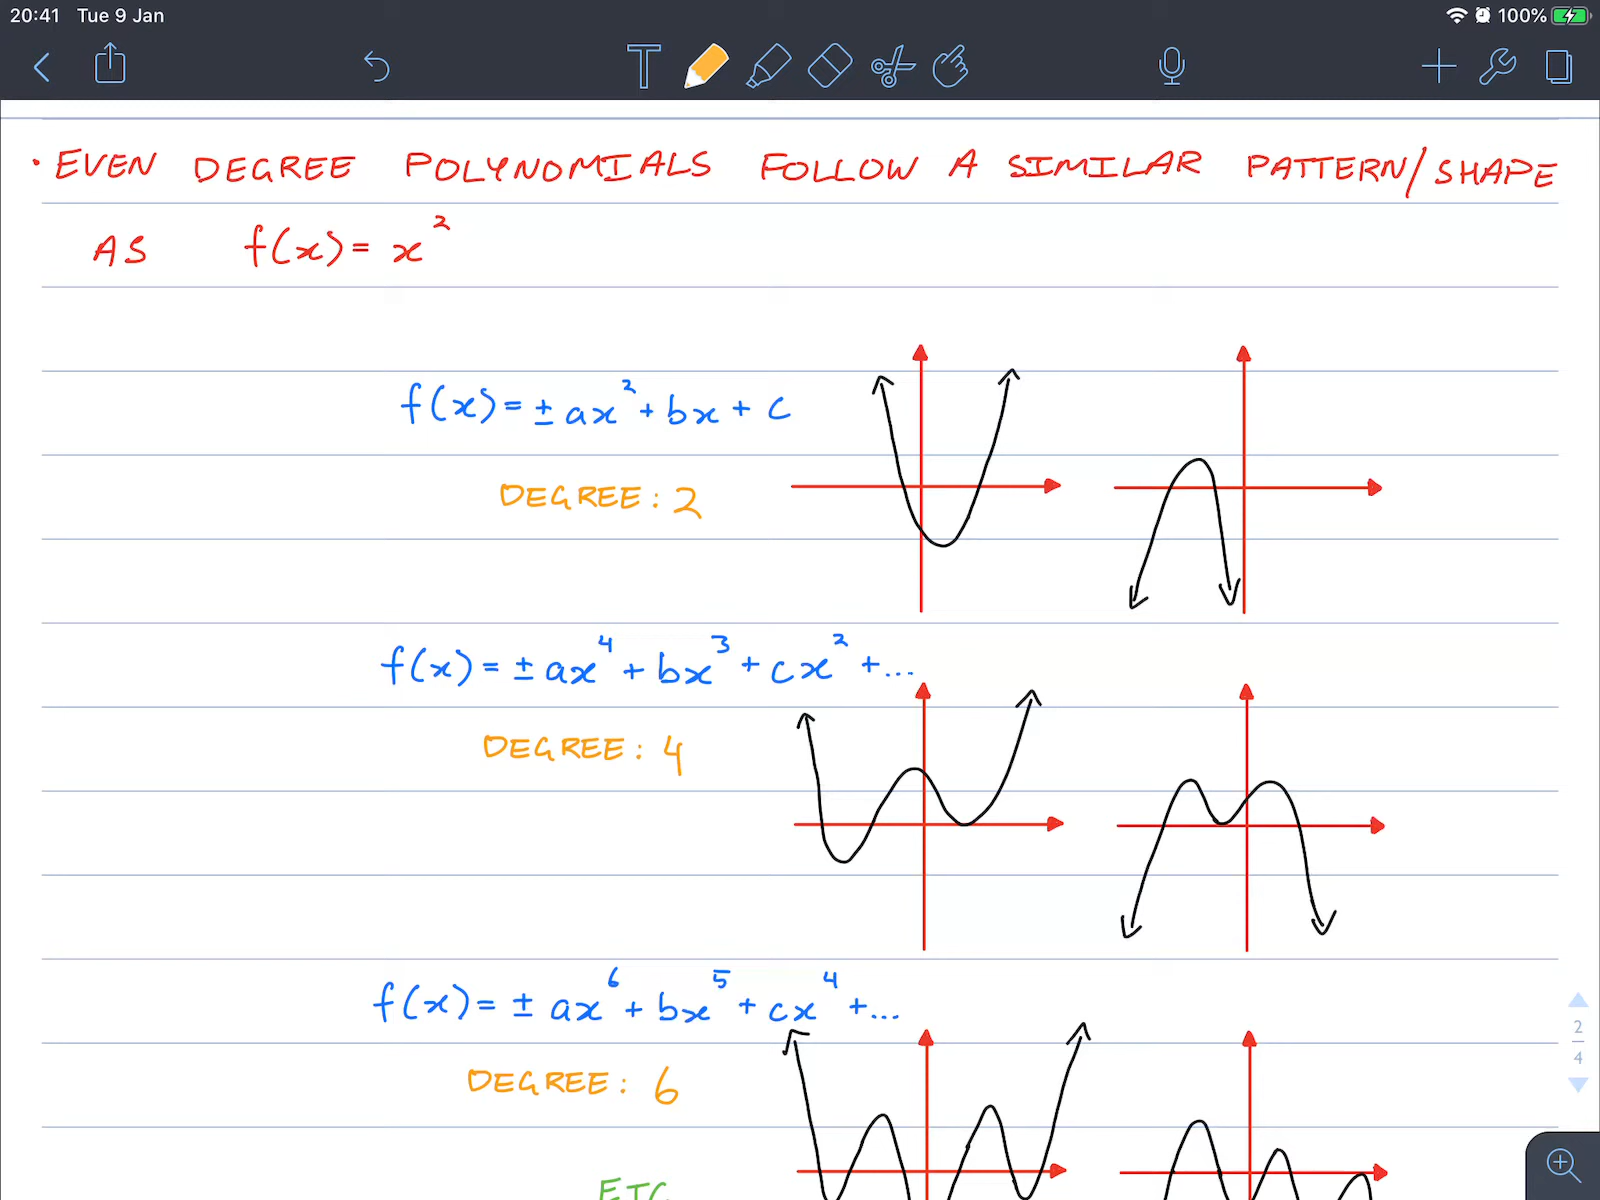 20:41 Tue 9 Jan 100%
• EVEN DEGREE POLYNOMIALS FOLLOW A SIMILAR PATTERN/SHAPE
AS f(x) = x²
f(x) = ± ax² + bx + c
DEGREE: 2
f(x) = ± ax⁴ + bx³ + cx² + ...
DEGREE: 4
f(x) = ± ax⁶ + bx⁵ + cx⁴ + ...
DEGREE: 6
ETC
2
4